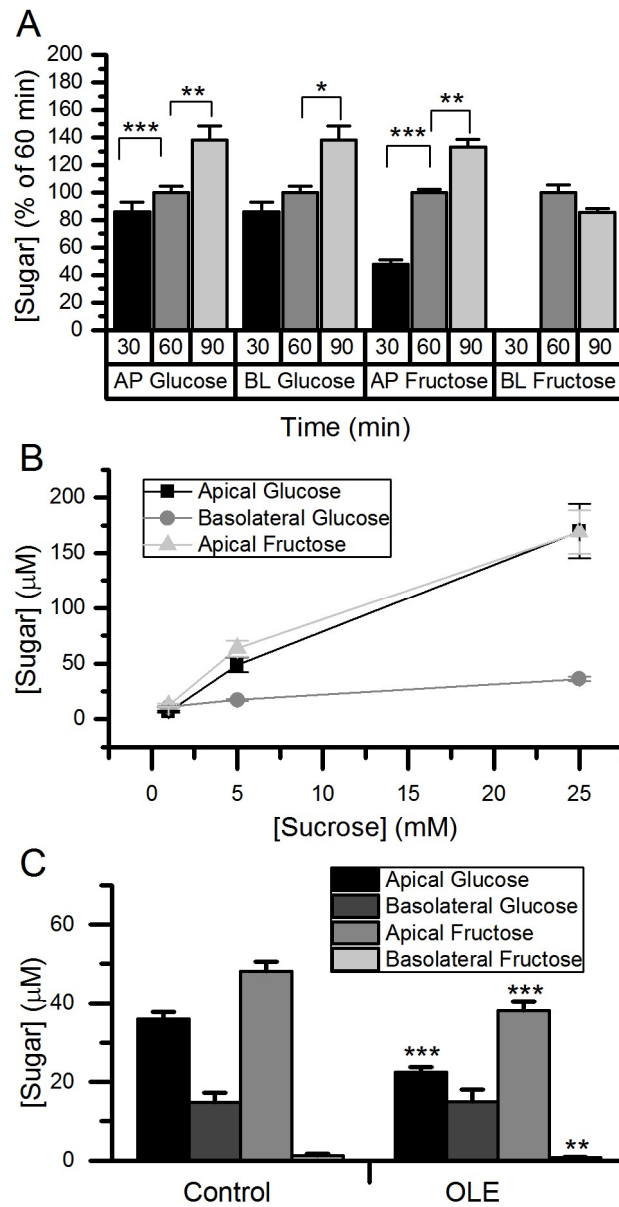 A
200
180
160
140
120
100
80
60
40
20
0
[Sugar] (% of 60 min)
***
**
*
***
**
30 60 90 30 60 90 30 60 90 30 60 90
AP Glucose BL Glucose AP Fructose BL Fructose
Time (min)
B
Apical Glucose
Basolateral Glucose
Apical Fructose
200
150
100
50
0
[Sugar] (μM)
0 5 10 15 20 25
[Sucrose] (mM)
C
Apical Glucose
Basolateral Glucose
Apical Fructose
Basolateral Fructose
60
40
20
0
[Sugar] (μM)
***
***
**
Control OLE